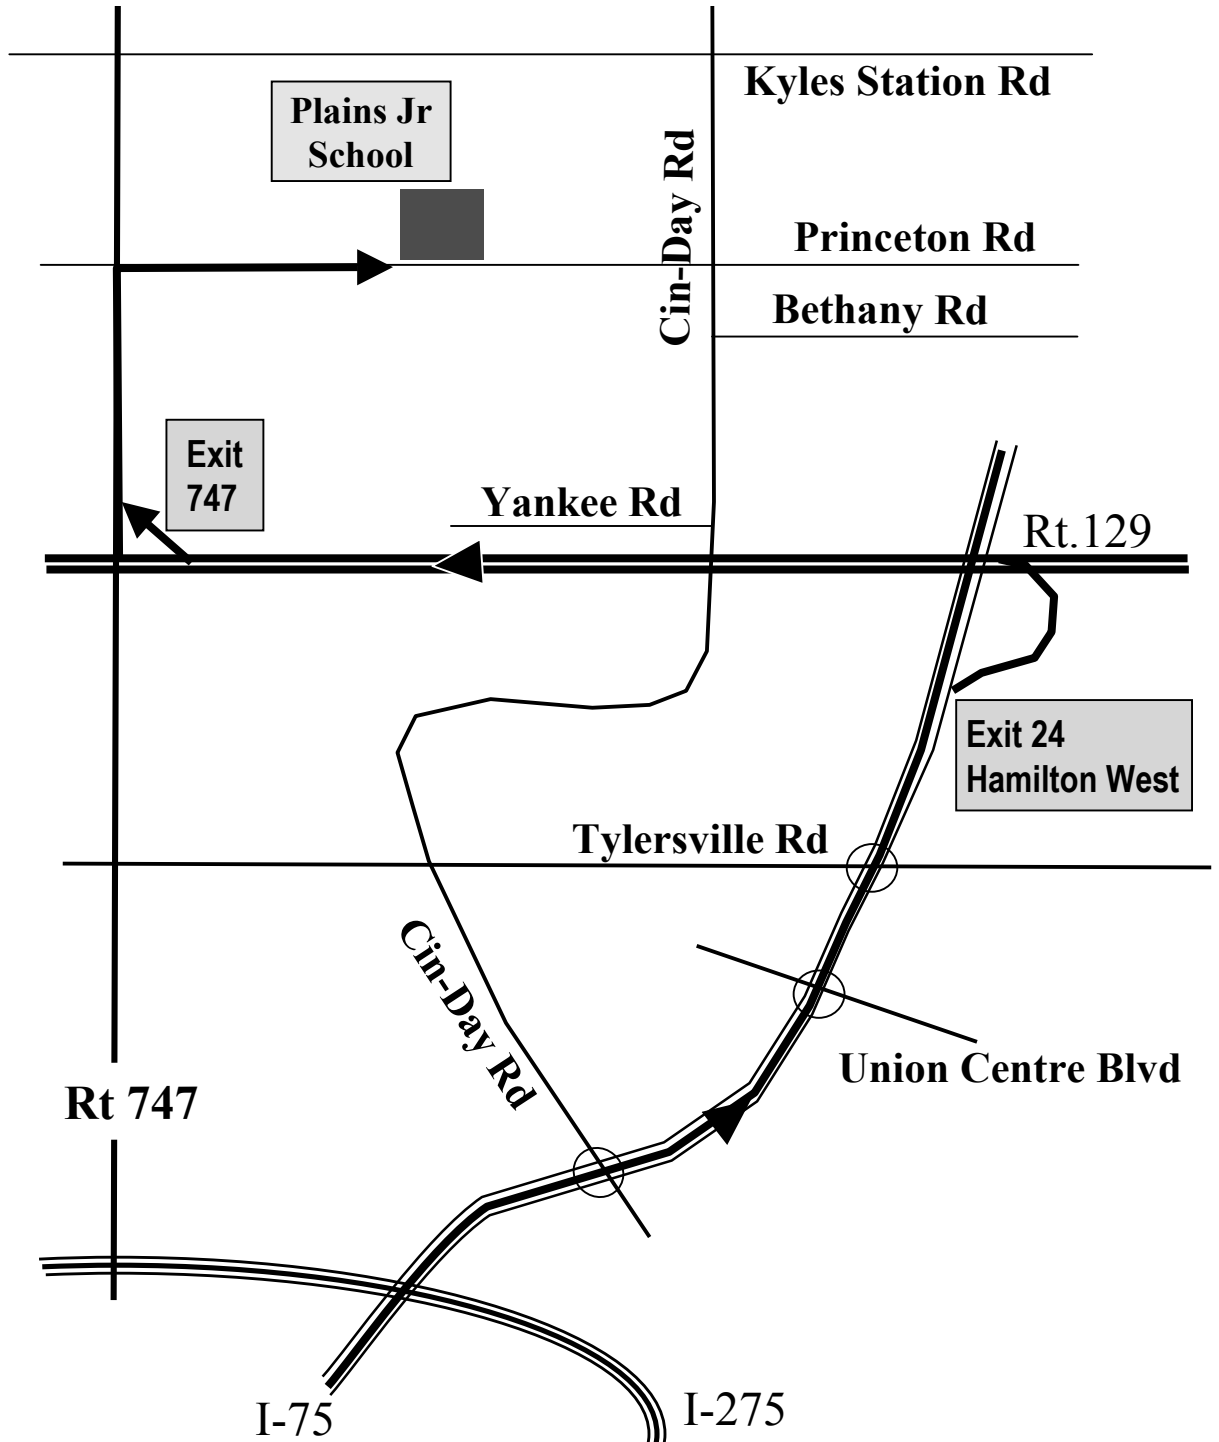 Kyles Station Rd
Plains Jr
School
Cin-Day Rd
Princeton Rd
Bethany Rd
Exit
747
Yankee Rd
Rt.129
Exit 24
Hamilton West
Tylersville Rd
Cin-Day Rd
Union Centre Blvd
Rt 747
I-75
I-275